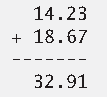 14.23
+ 18.67
-------
32.91